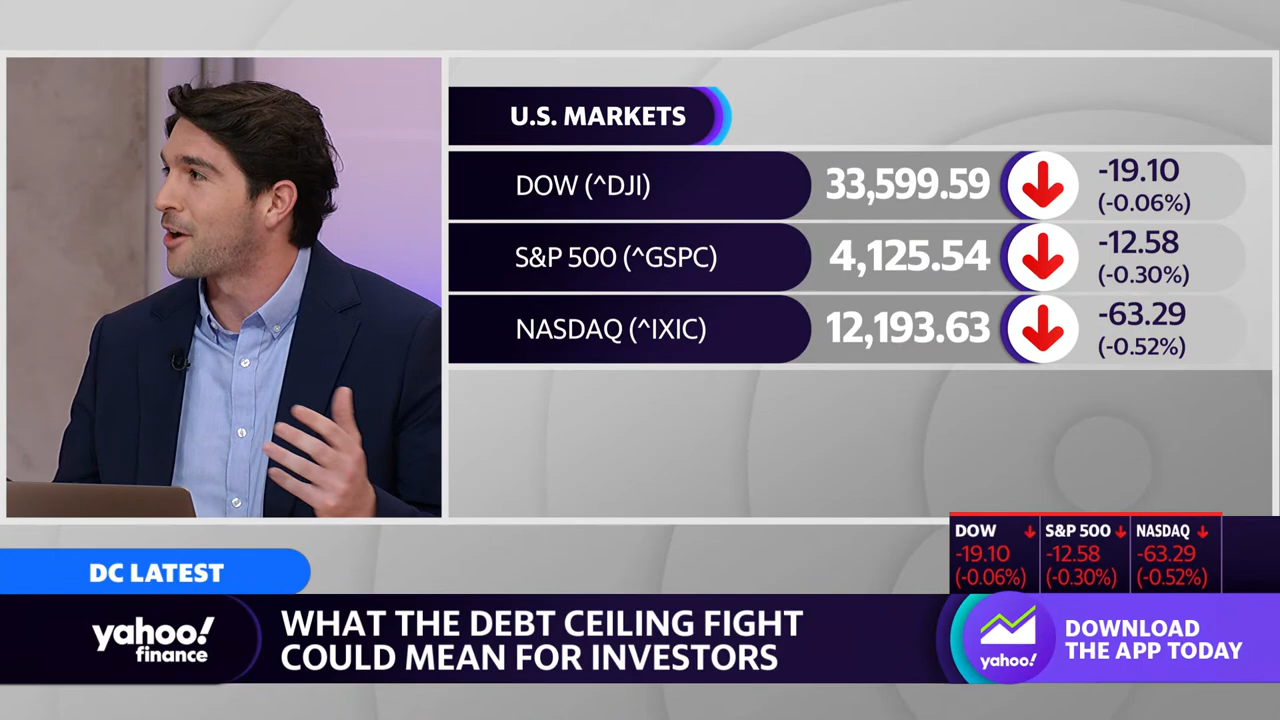 U.S. MARKETS
DOW (^DJI) 33,599.59 -19.10 (-0.06%)
S&P 500 (^GSPC) 4,125.54 -12.58 (-0.30%)
NASDAQ (^IXIC) 12,193.63 -63.29 (-0.52%)
DOW S&P 500 NASDAQ
-19.10 -12.58 -63.29
(-0.06%) (-0.30%) (-0.52%)
DC LATEST
yahoo!
finance
WHAT THE DEBT CEILING FIGHT
COULD MEAN FOR INVESTORS
yahoo!
DOWNLOAD
THE APP TODAY